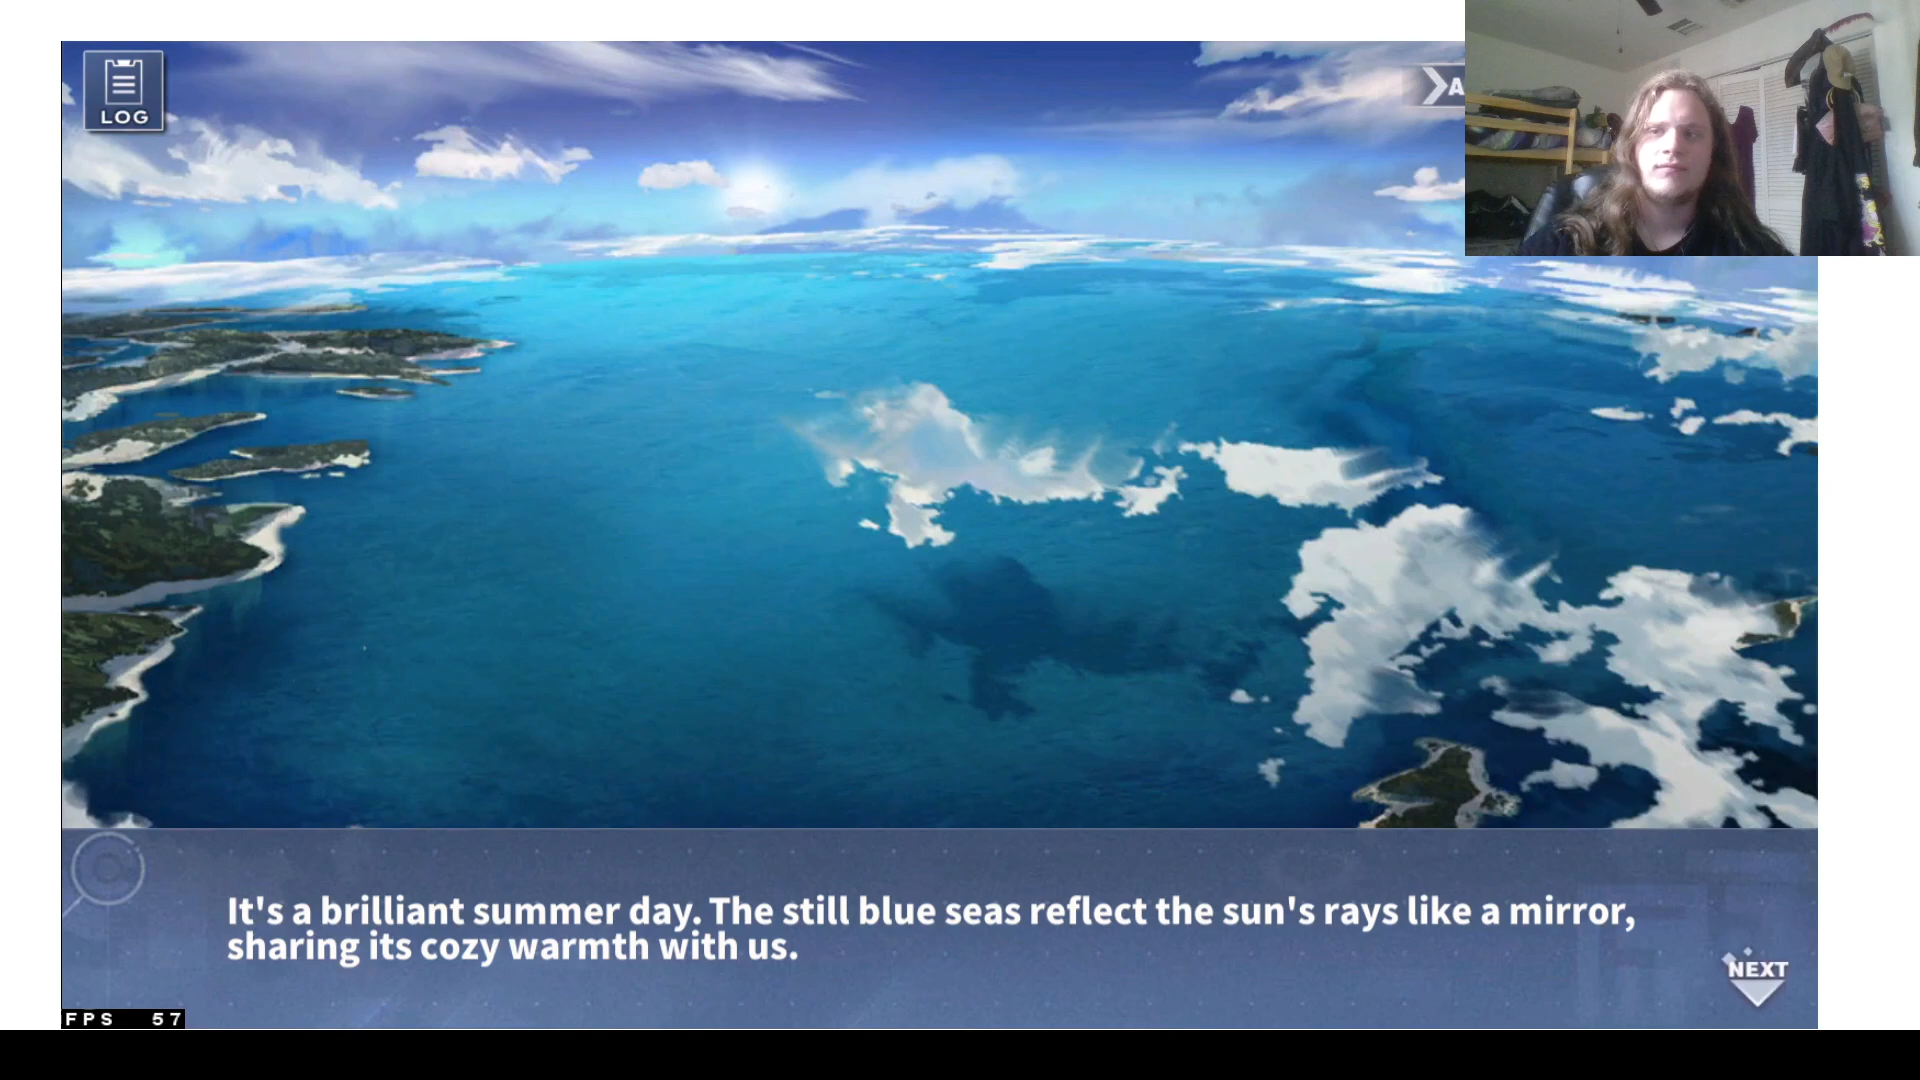 LOG
A
It's a brilliant summer day. The still blue seas reflect the sun's rays like a mirror,
sharing its cozy warmth with us.
NEXT
FPS 57